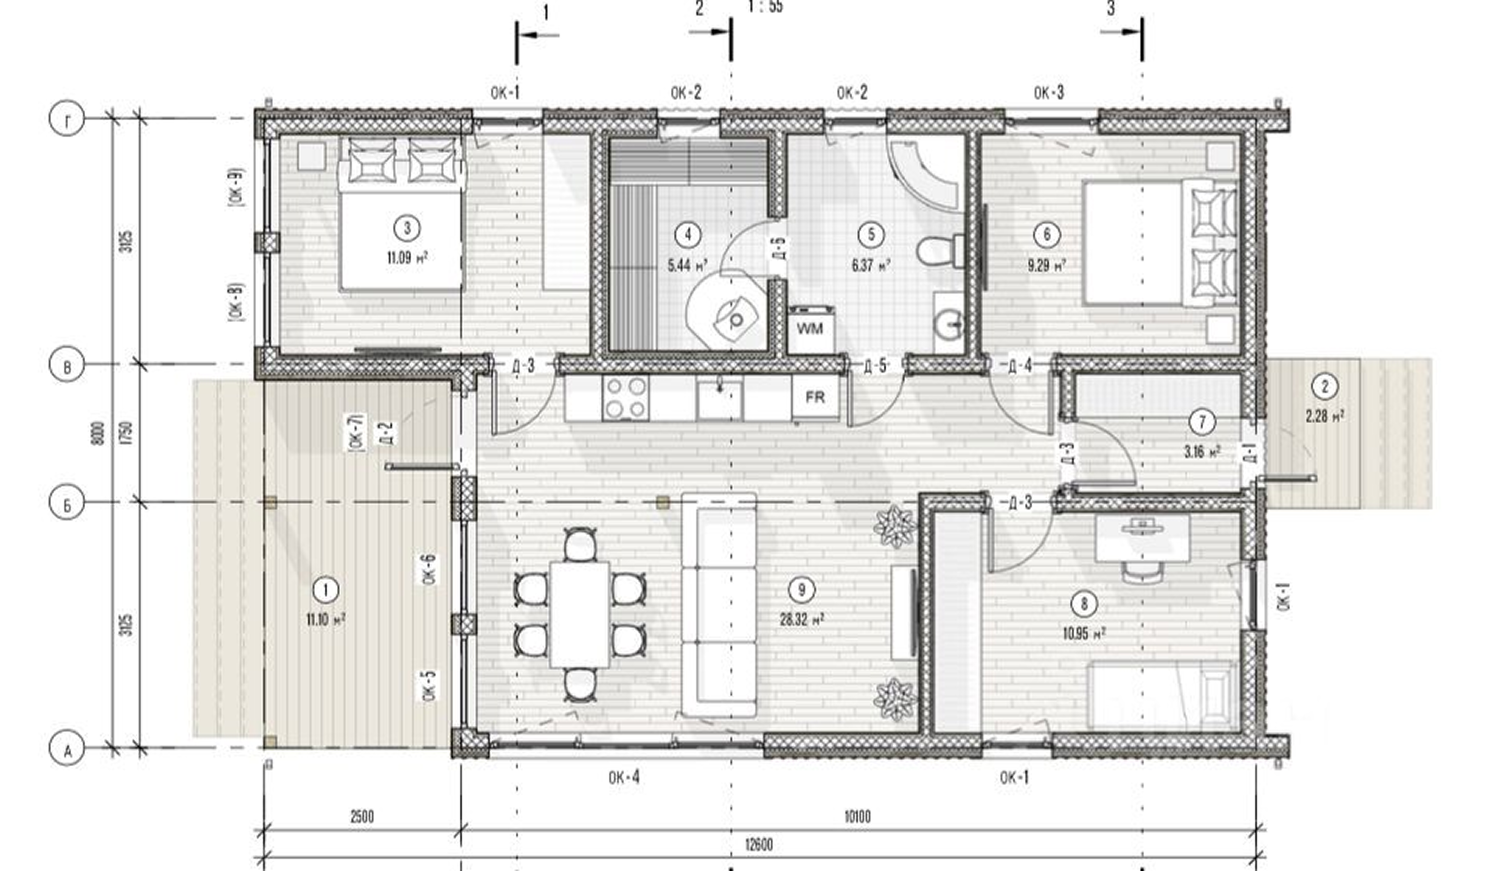 1 2 1 : 55 3
ОК-1 ОК-2 ОК-2 ОК-3
Г
(ОК-9)
3 11.09 м²
4 5.44 м²
Д-6
5 6.37 м²
6 9.29 м²
3125
(ОК-8)
WM
В
Д-3 Д-5 Д-4
FR
2 2.28 м²
8000
1750
(ОК-7)
Д-2
Д-3
7 3.16 м²
Д-1
Б
Д-3
ОК-6
1 11.10 м²
9 28.32 м²
8 10.95 м²
ОК-1
3125
ОК-5
А
ОК-4 ОК-1
2500 10100
12600